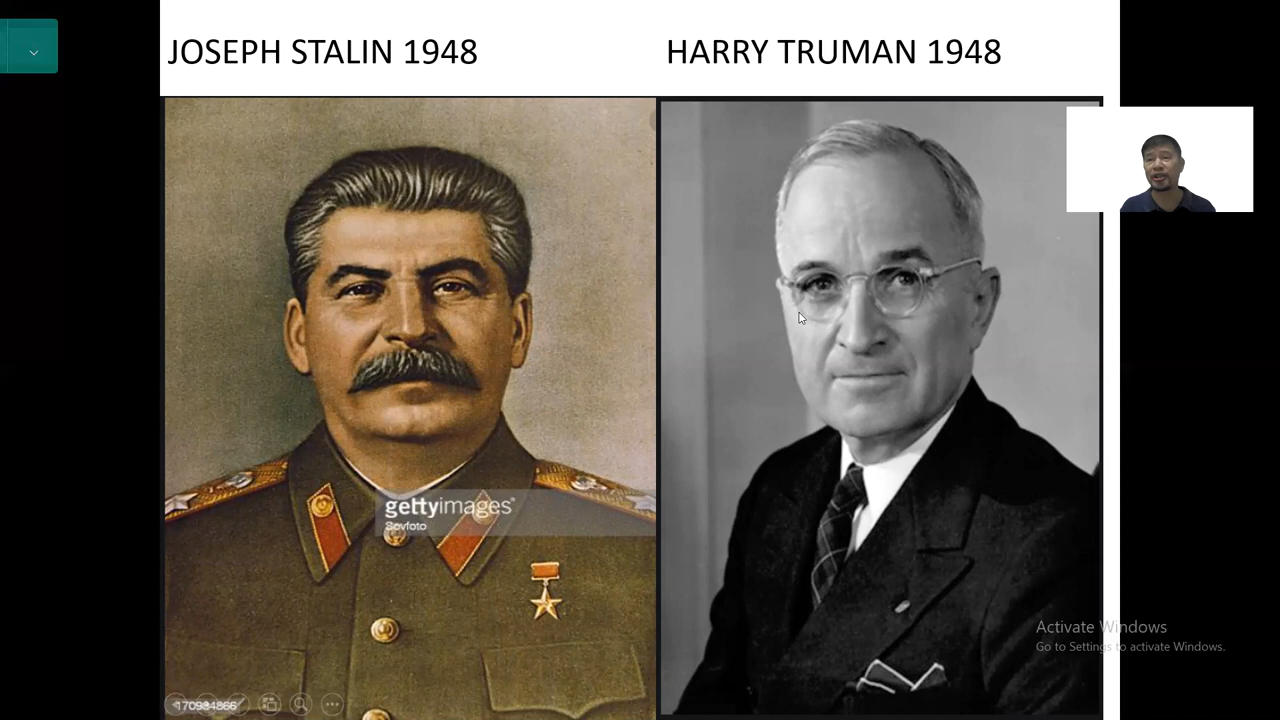 JOSEPH STALIN 1948
HARRY TRUMAN 1948
gettyimages®
Sovfoto
170984866
Activate Windows
Go to Settings to activate Windows.